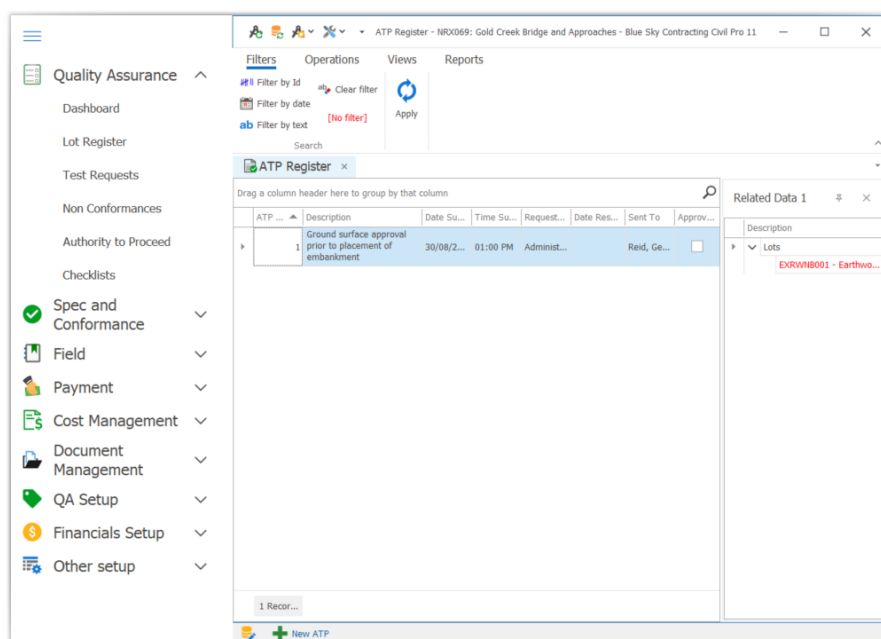 ATP Register - NRX069: Gold Creek Bridge and Approaches - Blue Sky Contracting Civil Pro 11
Quality Assurance
Dashboard
Lot Register
Test Requests
Non Conformances
Authority to Proceed
Checklists
Spec and
Conformance
Field
Payment
Cost Management
Document
Management
QA Setup
Financials Setup
Other setup
Filters Operations Views Reports
Filter by Id
Clear filter
Filter by date
[No filter]
ab Filter by text
Apply
Search
ATP Register ×
Drag a column header here to group by that column
ATP ... Description Date Su... Time Su... Request... Date Res... Sent To Approv...
1 Ground surface approval
prior to placement of
embankment
30/08/2... 01:00 PM Administ... Reid, Ge...
Related Data 1
Description
Lots
EXRWNB001 - Earthwo...
1 Recor...
New ATP